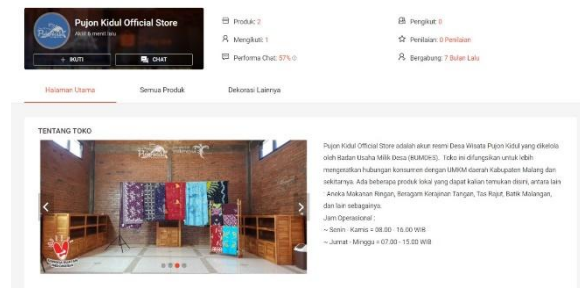 Pujon Kidul Official Store
Aktif 6 menit lalu
+ IKUTI
CHAT
Produk: 2
Mengikuti: 1
Performa Chat: 57%
Pengikut: 0
Penilaian: 0 Penilaian
Bergabung: 7 Bulan Lalu
Halaman Utama
Semua Produk
Dekorasi Lainnya
TENTANG TOKO
Pujon Kidul Official Store adalah akun resmi Desa Wisata Pujon Kidul yang dikelola
oleh Badan Usaha Milik Desa (BUMDES). Toko ini difungsikan untuk lebih
mengeratkan hubungan konsumen dengan UMKM daerah Kabupaten Malang dan
sekitarnya. Ada beberapa produk lokal yang dapat kalian temukan disini, antara lain
: Aneka Makanan Ringan, Beragam Kerajinan Tangan, Tas Rajut, Batik Malangan,
dan lain sebagainya.
Jam Operasional :
~ Senin - Kamis = 08.00 - 16.00 WIB
~ Jumat - Minggu = 07.00 - 15.00 WIB